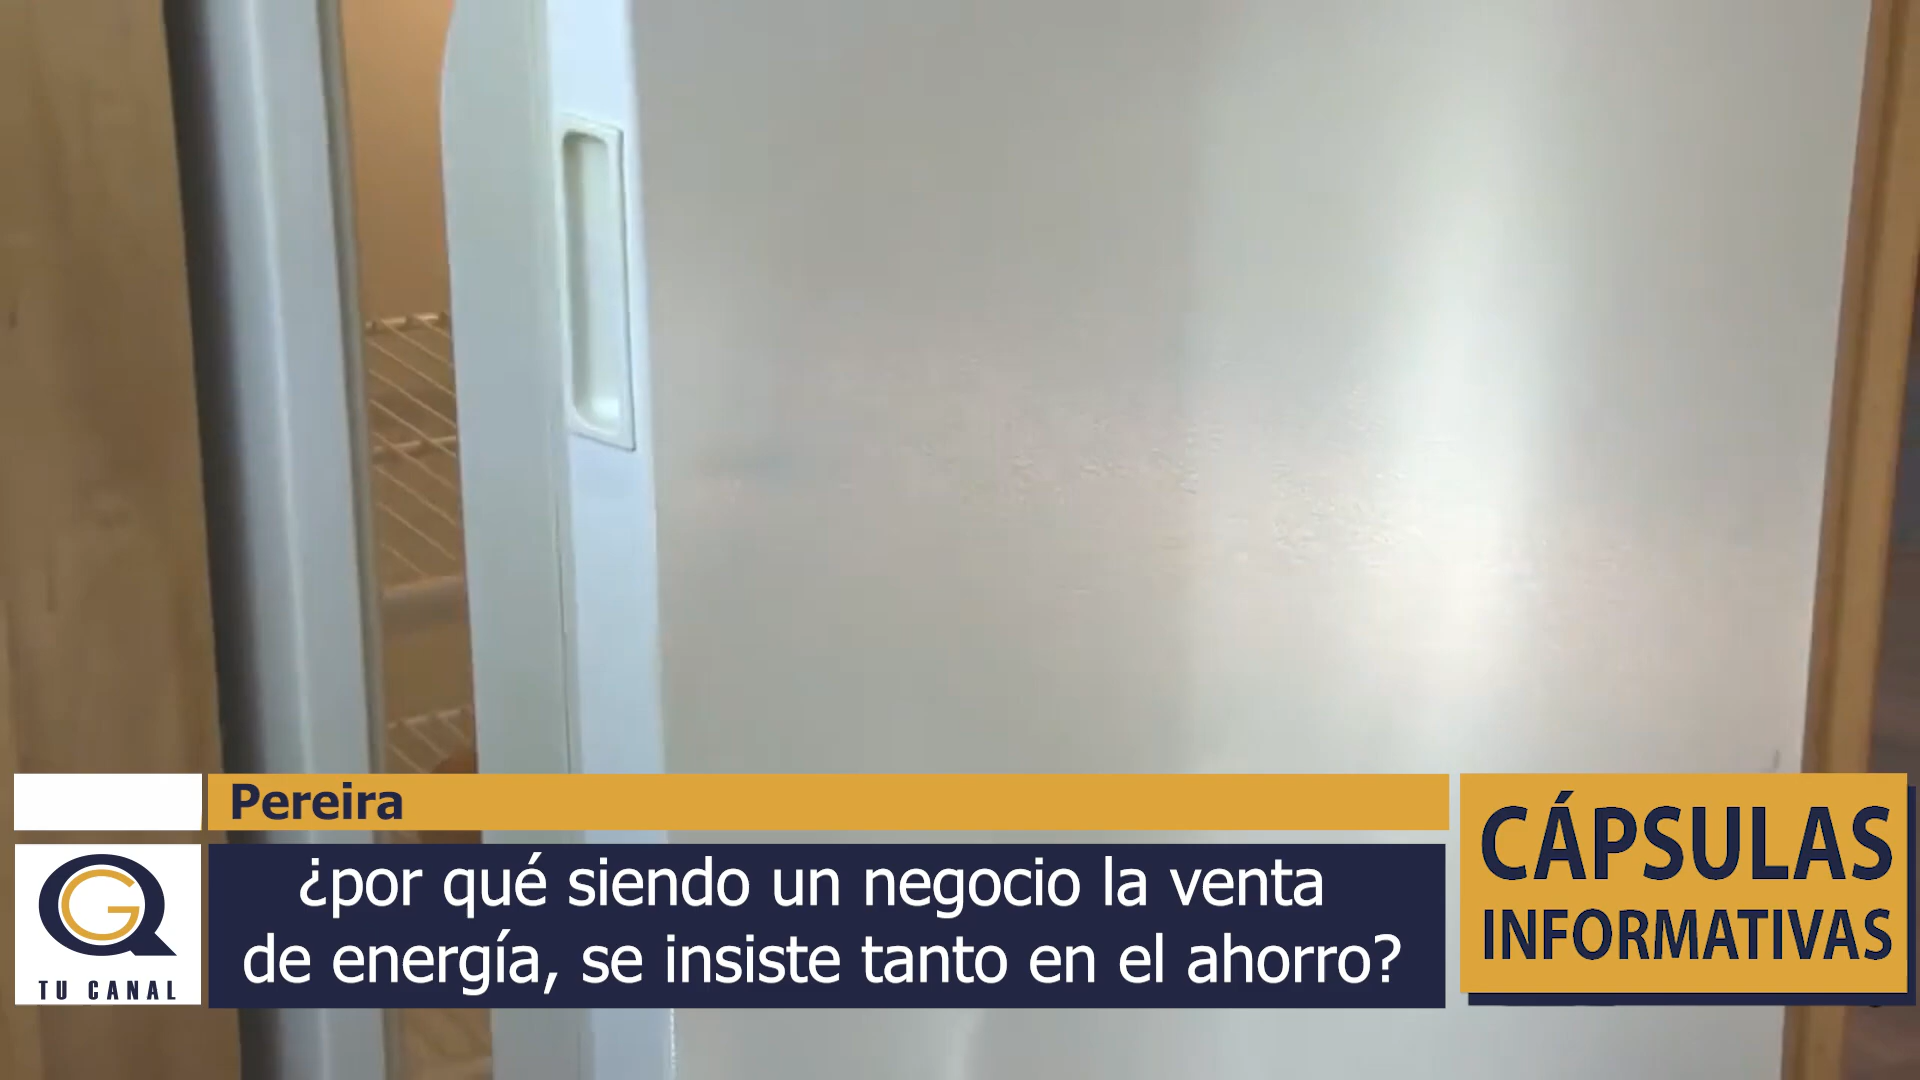 Pereira
¿por qué siendo un negocio la venta
de energía, se insiste tanto en el ahorro?
CÁPSULAS
INFORMATIVAS
QG
TU CANAL